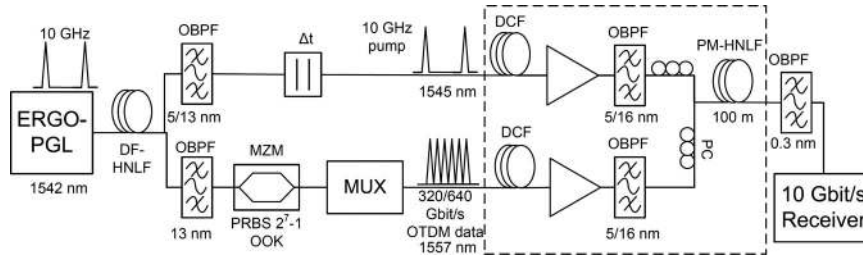 10 GHz
ERGO-
PGL
1542 nm
DF-
HNLF
OBPF
5/13 nm
Δt
10 GHz
pump
1545 nm
DCF
OBPF
5/16 nm
PM-HNLF
100 m
OBPF
0.3 nm
OBPF
13 nm
MZM
PRBS 2⁷-1
OOK
MUX
320/640
Gbit/s
OTDM data
1557 nm
DCF
OBPF
5/16 nm
PC
10 Gbit/s
Receiver